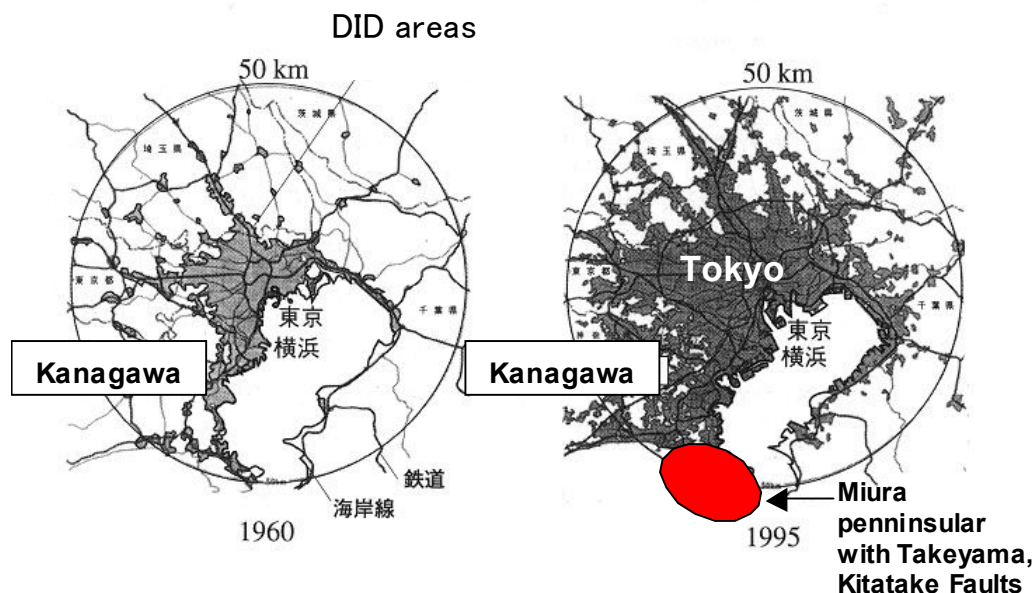 DID areas
50 km
茨城県
埼玉県
東京都
千葉県
東京
横浜
Kanagawa
鉄道
海岸線
1960
50 km
茨城県
埼玉県
東京都
Tokyo
千葉県
東京
横浜
Kanagawa
50km
1995
Miura
penninsular
with Takeyama,
Kitatake Faults